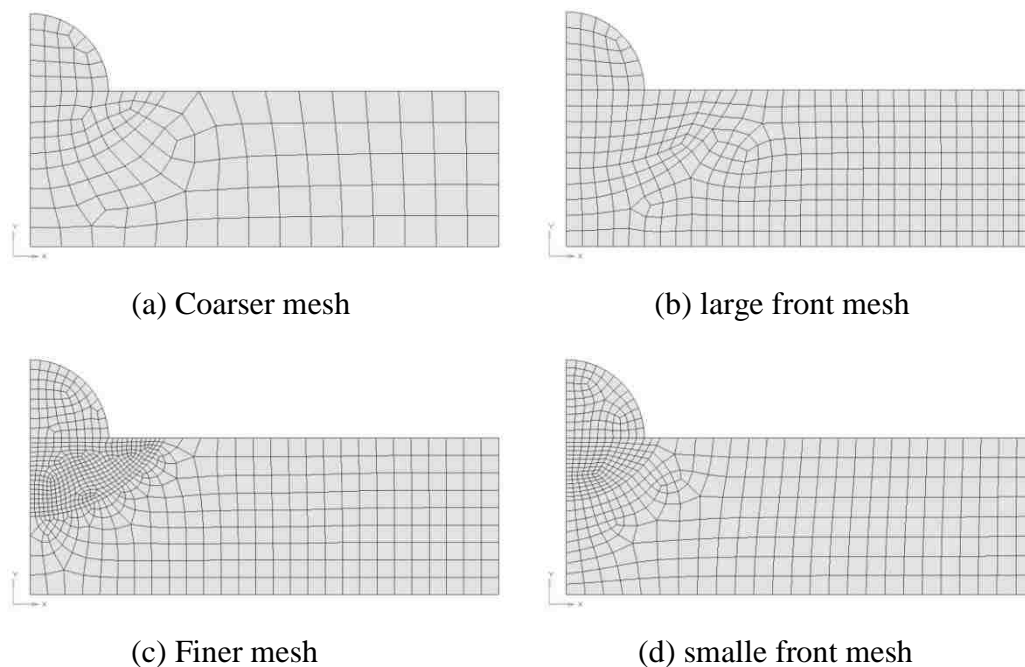 Y
X
Y
X
(a) Coarser mesh
(b) large front mesh
Y
X
Y
X
(c) Finer mesh
(d) smalle front mesh